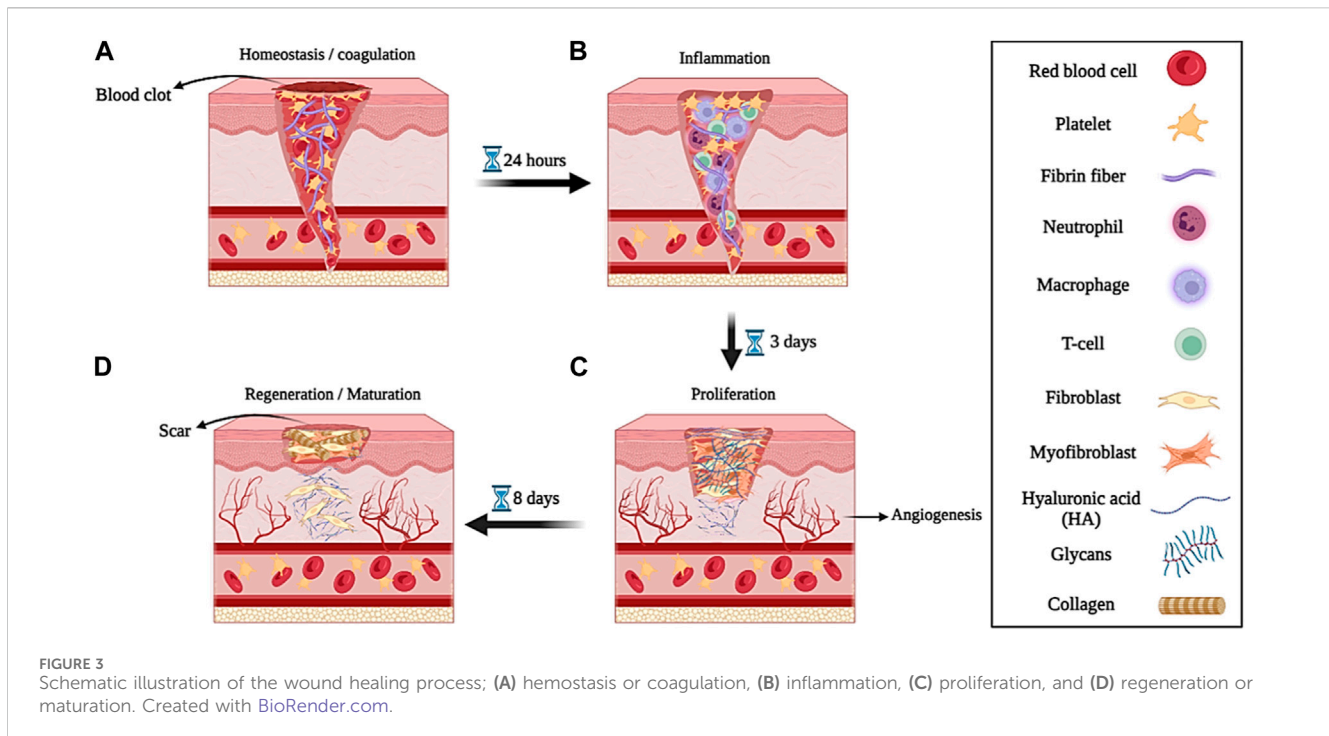 A
Homeostasis / coagulation
Blood clot
24 hours
B
Inflammation
3 days
D
Regeneration / Maturation
Scar
8 days
C
Proliferation
Angiogenesis
Red blood cell
Platelet
Fibrin fiber
Neutrophil
Macrophage
T-cell
Fibroblast
Myofibroblast
Hyaluronic acid
(HA)
Glycans
Collagen
FIGURE 3
Schematic illustration of the wound healing process; (A) hemostasis or coagulation, (B) inflammation, (C) proliferation, and (D) regeneration or
maturation. Created with BioRender.com.